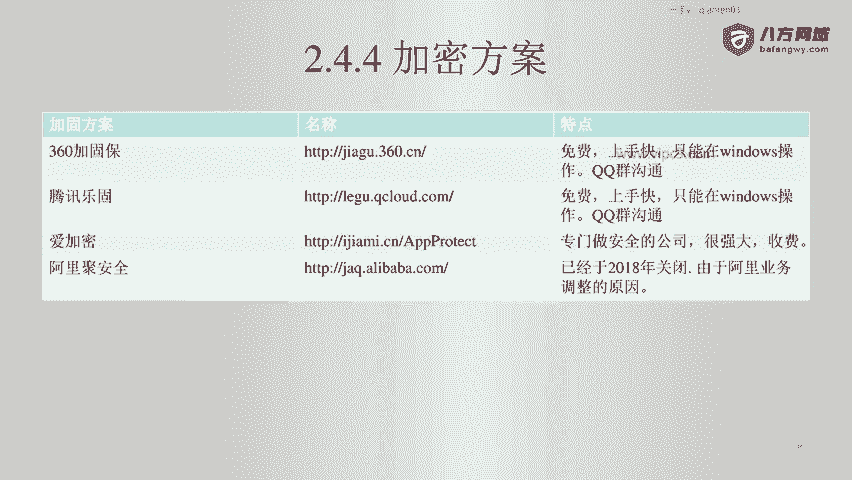 八方网域
bafangwy.com
2.4.4 加密方案
加固方案 名称 特点
360加固保 http://jiagu.360.cn/ 免费，上手快，只能在windows操
作。QQ群沟通
腾讯乐固 http://legu.qcloud.com/ 免费，上手快，只能在windows操
作。QQ群沟通
爱加密 http://ijiami.cn/AppProtect 专门做安全的公司，很强大，收费。
阿里聚安全 http://jaq.alibaba.com/ 已经于2018年关闭. 由于阿里业务
调整的原因。